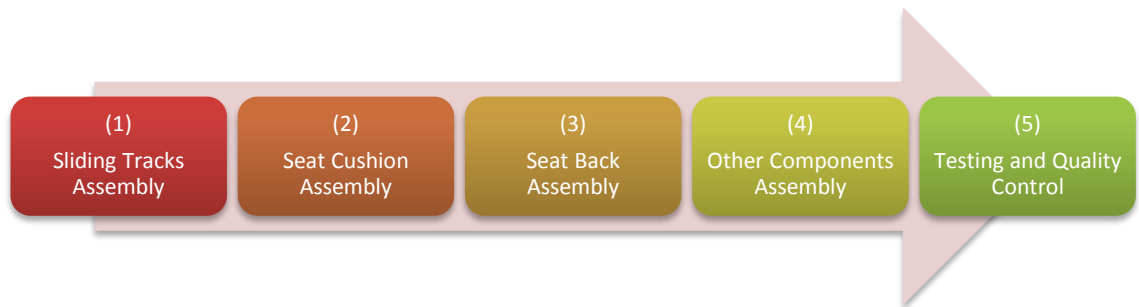 (1)
Sliding Tracks
Assembly
(2)
Seat Cushion
Assembly
(3)
Seat Back
Assembly
(4)
Other Components
Assembly
(5)
Testing and Quality
Control